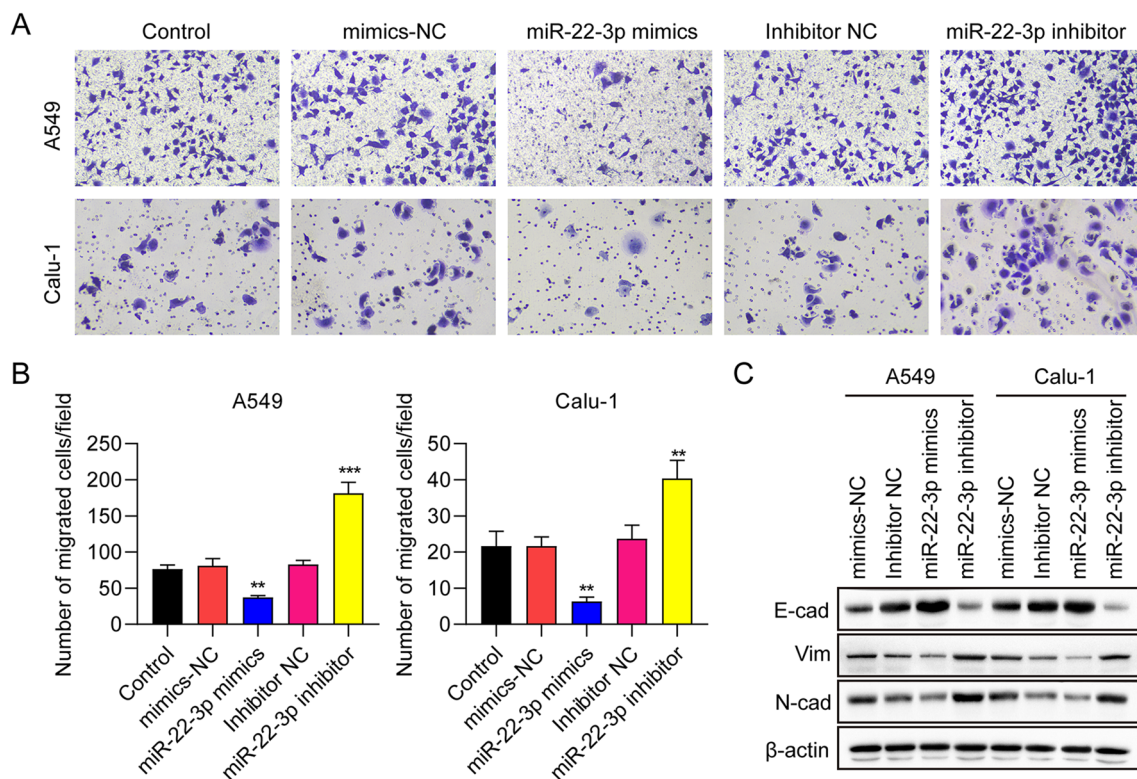 A
Control mimics-NC miR-22-3p mimics Inhibitor NC miR-22-3p inhibitor
A549
Calu-1
B
A549
Number of migrated cells/field
250
200
150
100
50
0
**
***
Control
mimics-NC
miR-22-3p mimics
Inhibitor NC
miR-22-3p inhibitor
Calu-1
Number of migrated cells/field
50
40
30
20
10
0
**
**
Control
mimics-NC
miR-22-3p mimics
Inhibitor NC
miR-22-3p inhibitor
C
A549 Calu-1
mimics-NC
Inhibitor NC
miR-22-3p mimics
miR-22-3p inhibitor
mimics-NC
Inhibitor NC
miR-22-3p mimics
miR-22-3p inhibitor
E-cad
Vim
N-cad
β-actin